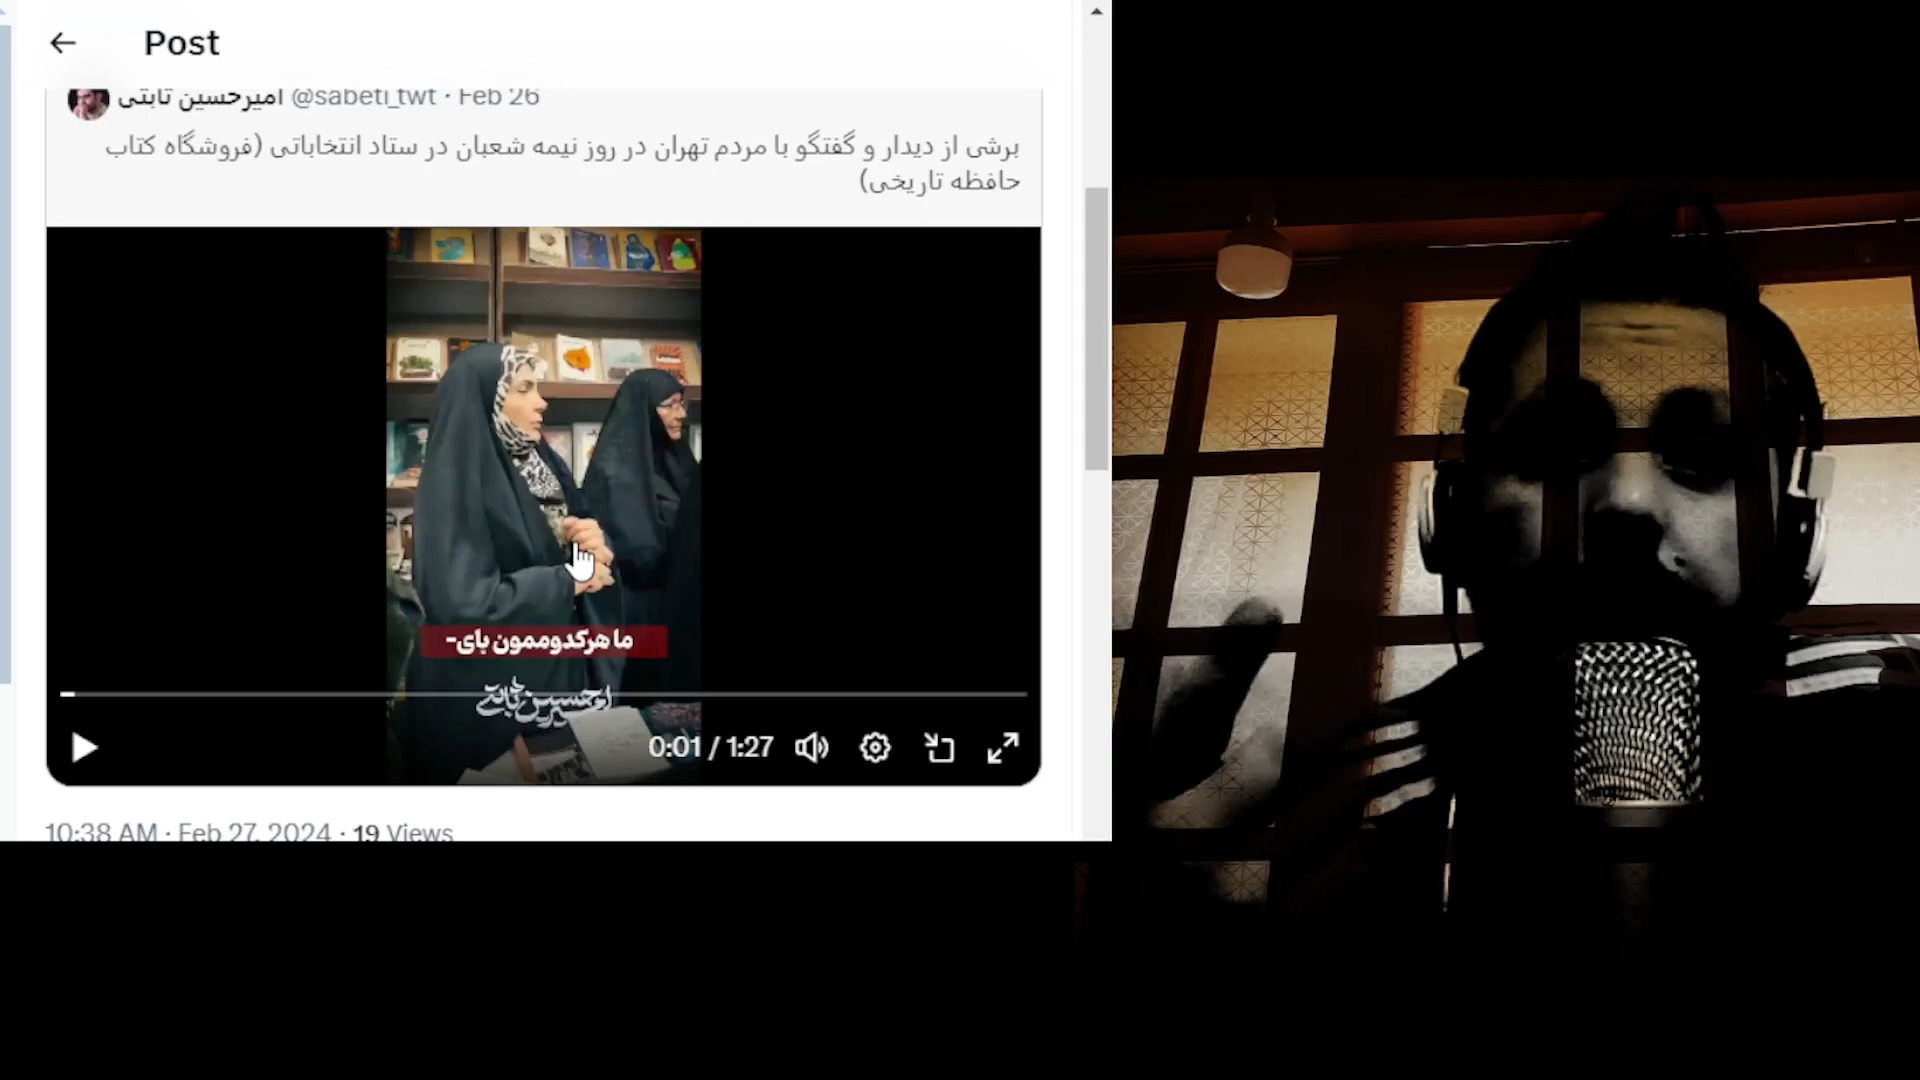 Post
امیرحسین ثابتی @sabeti_twt · Feb 26
برشی از دیدار و گفتگو با مردم تهران در روز نیمه شعبان در ستاد انتخاباتی (فروشگاه کتاب
حافظه تاریخی)
ما هرکدوممون بای-
امیرحسین ثابتی
0:01 / 1:27
10:38 AM · Feb 27, 2024 · 19 Views